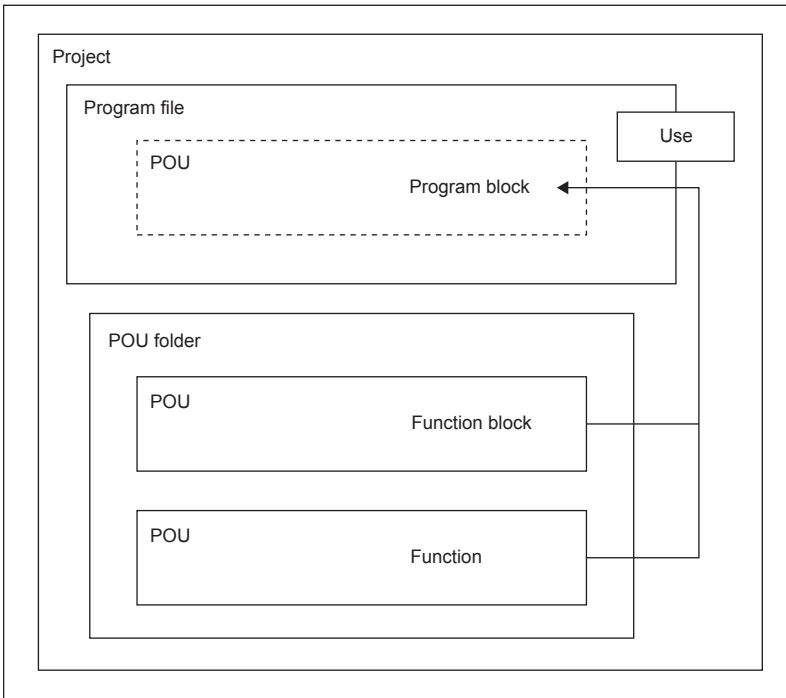 Project
Program file
Use
POU
Program block
POU folder
POU
Function block
POU
Function